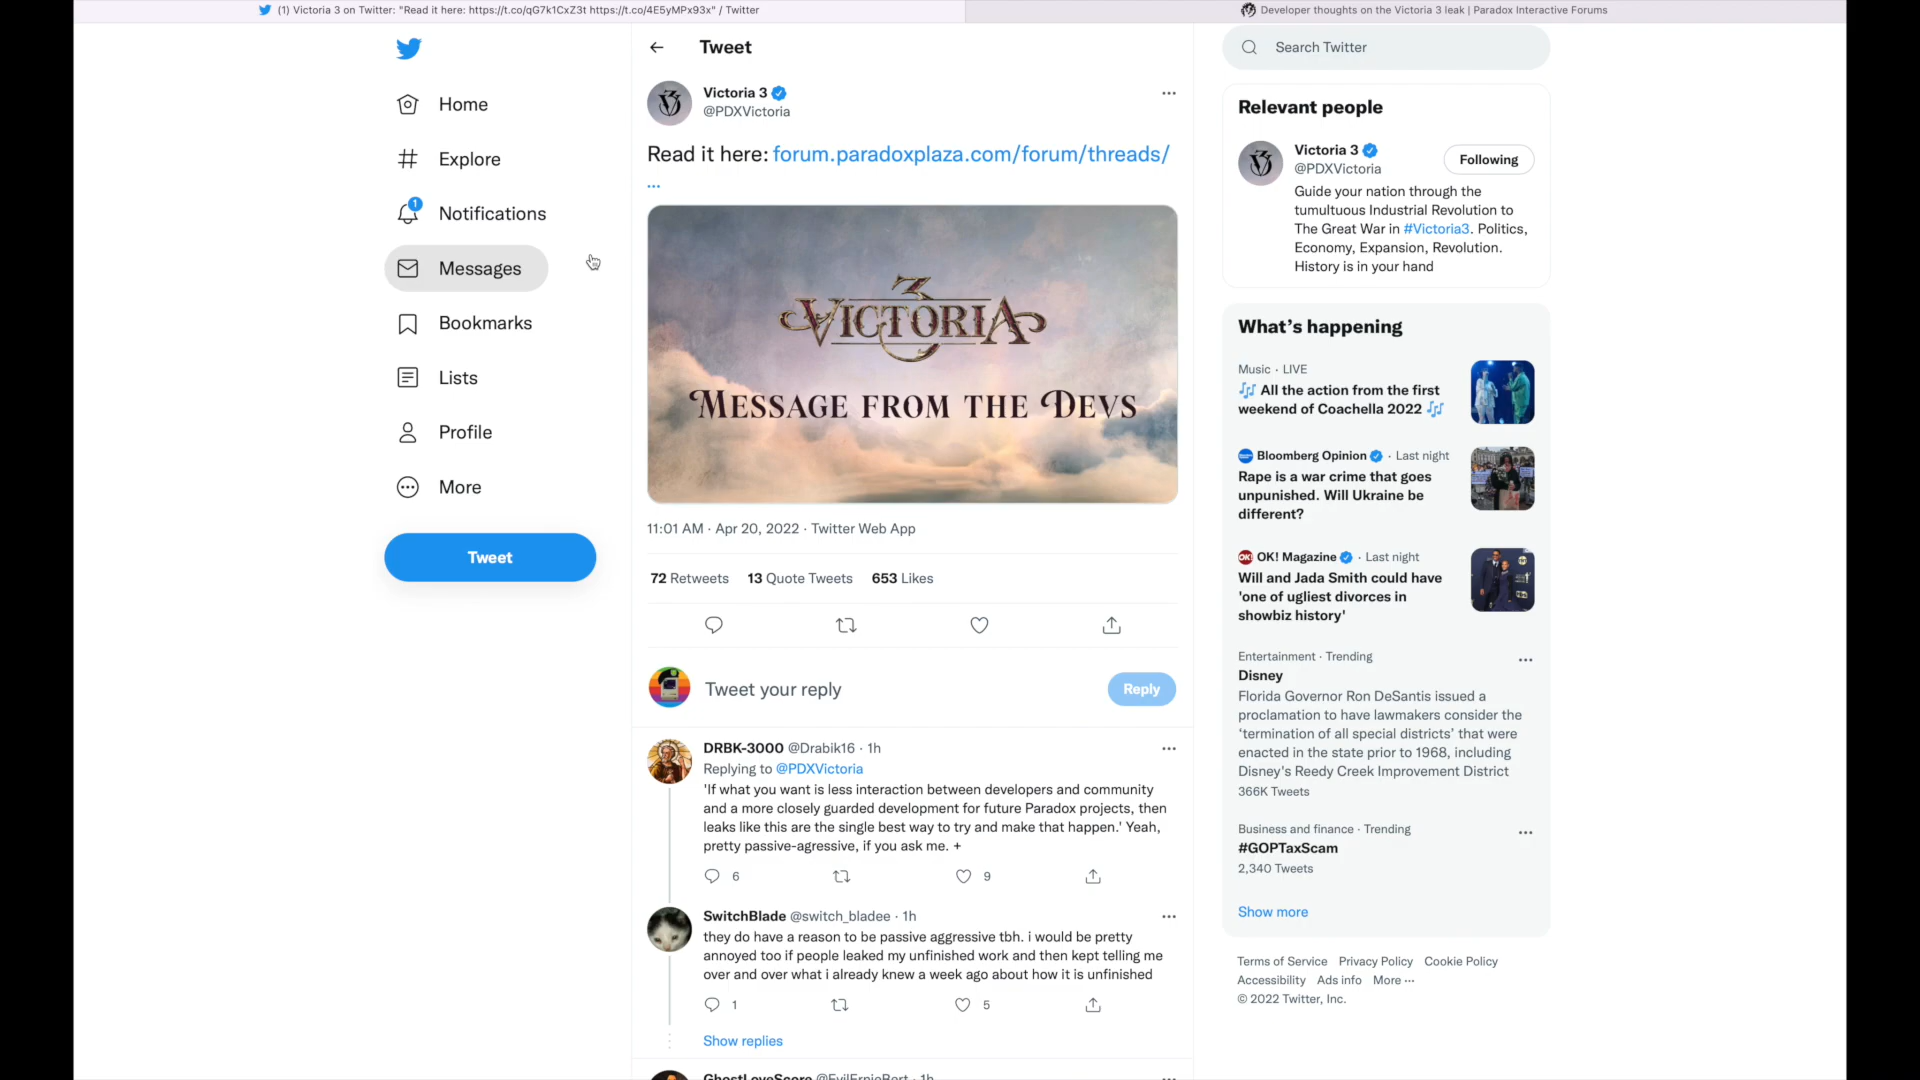 (1) Victoria 3 on Twitter: "Read it here: https://t.co/qG7k1CxZ3t https://t.co/4E5yMPx93x" / Twitter
Developer thoughts on the Victoria 3 leak | Paradox Interactive Forums
Home
Explore
1
Notifications
Messages
Bookmarks
Lists
Profile
More
Tweet
Tweet
Victoria 3
@PDXVictoria
Read it here: forum.paradoxplaza.com/forum/threads/
...
3
VICTORIA
MESSAGE FROM THE DEVS
11:01 AM · Apr 20, 2022 · Twitter Web App
72 Retweets 13 Quote Tweets 653 Likes
Tweet your reply
Reply
DRBK-3000 @Drabik16 · 1h
Replying to @PDXVictoria
'If what you want is less interaction between developers and community
and a more closely guarded development for future Paradox projects, then
leaks like this are the single best way to try and make that happen.' Yeah,
pretty passive-agressive, if you ask me. +
6 9
SwitchBlade @switch_bladee · 1h
they do have a reason to be passive aggressive tbh. i would be pretty
annoyed too if people leaked my unfinished work and then kept telling me
over and over what i already knew a week ago about how it is unfinished
1 5
Show replies
GhostLoveScore @EvilErnieBert · 1h
Search Twitter
Relevant people
Victoria 3
@PDXVictoria
Following
Guide your nation through the
tumultuous Industrial Revolution to
The Great War in #Victoria3. Politics,
Economy, Expansion, Revolution.
History is in your hand
What's happening
Music · LIVE
🎶 All the action from the first
weekend of Coachella 2022 🎶
Bloomberg Opinion · Last night
Rape is a war crime that goes
unpunished. Will Ukraine be
different?
OK! Magazine · Last night
Will and Jada Smith could have
'one of ugliest divorces in
showbiz history'
Entertainment · Trending
Disney
Florida Governor Ron DeSantis issued a
proclamation to have lawmakers consider the
'termination of all special districts' that were
enacted in the state prior to 1968, including
Disney's Reedy Creek Improvement District
366K Tweets
Business and finance · Trending
#GOPTaxScam
2,340 Tweets
Show more
Terms of Service Privacy Policy Cookie Policy
Accessibility Ads info More ...
© 2022 Twitter, Inc.